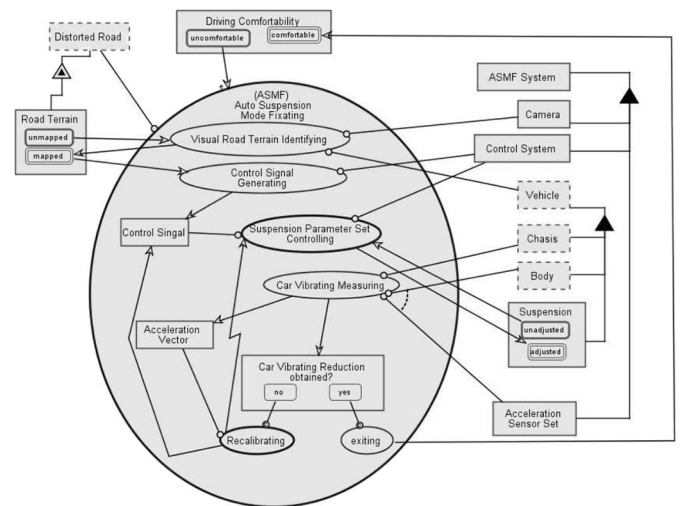 Driving Comfortability
uncomfortable
comfortable
Distorted Road
(ASMF)
Auto Suspension
Mode Fixating
ASMF System
Road Terrain
unmapped
mapped
Visual Road Terrain Identifying
Camera
Control System
Control Signal
Generating
Vehicle
Control Singal
Suspension Parameter Set
Controlling
Chasis
Body
Car Vibrating Measuring
Suspension
unadjusted
adjusted
Acceleration
Vector
Car Vibrating Reduction
obtained?
no
yes
Acceleration
Sensor Set
Recalibrating
exiting